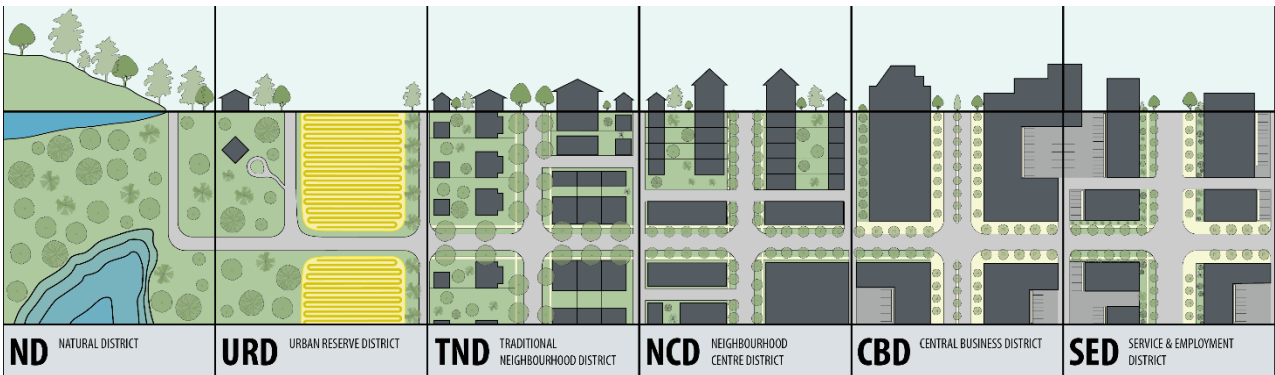 ND NATURAL DISTRICT
URD URBAN RESERVE DISTRICT
TND TRADITIONAL
NEIGHBOURHOOD DISTRICT
NCD NEIGHBOURHOOD
CENTRE DISTRICT
CBD CENTRAL BUSINESS DISTRICT
SED SERVICE & EMPLOYMENT
DISTRICT